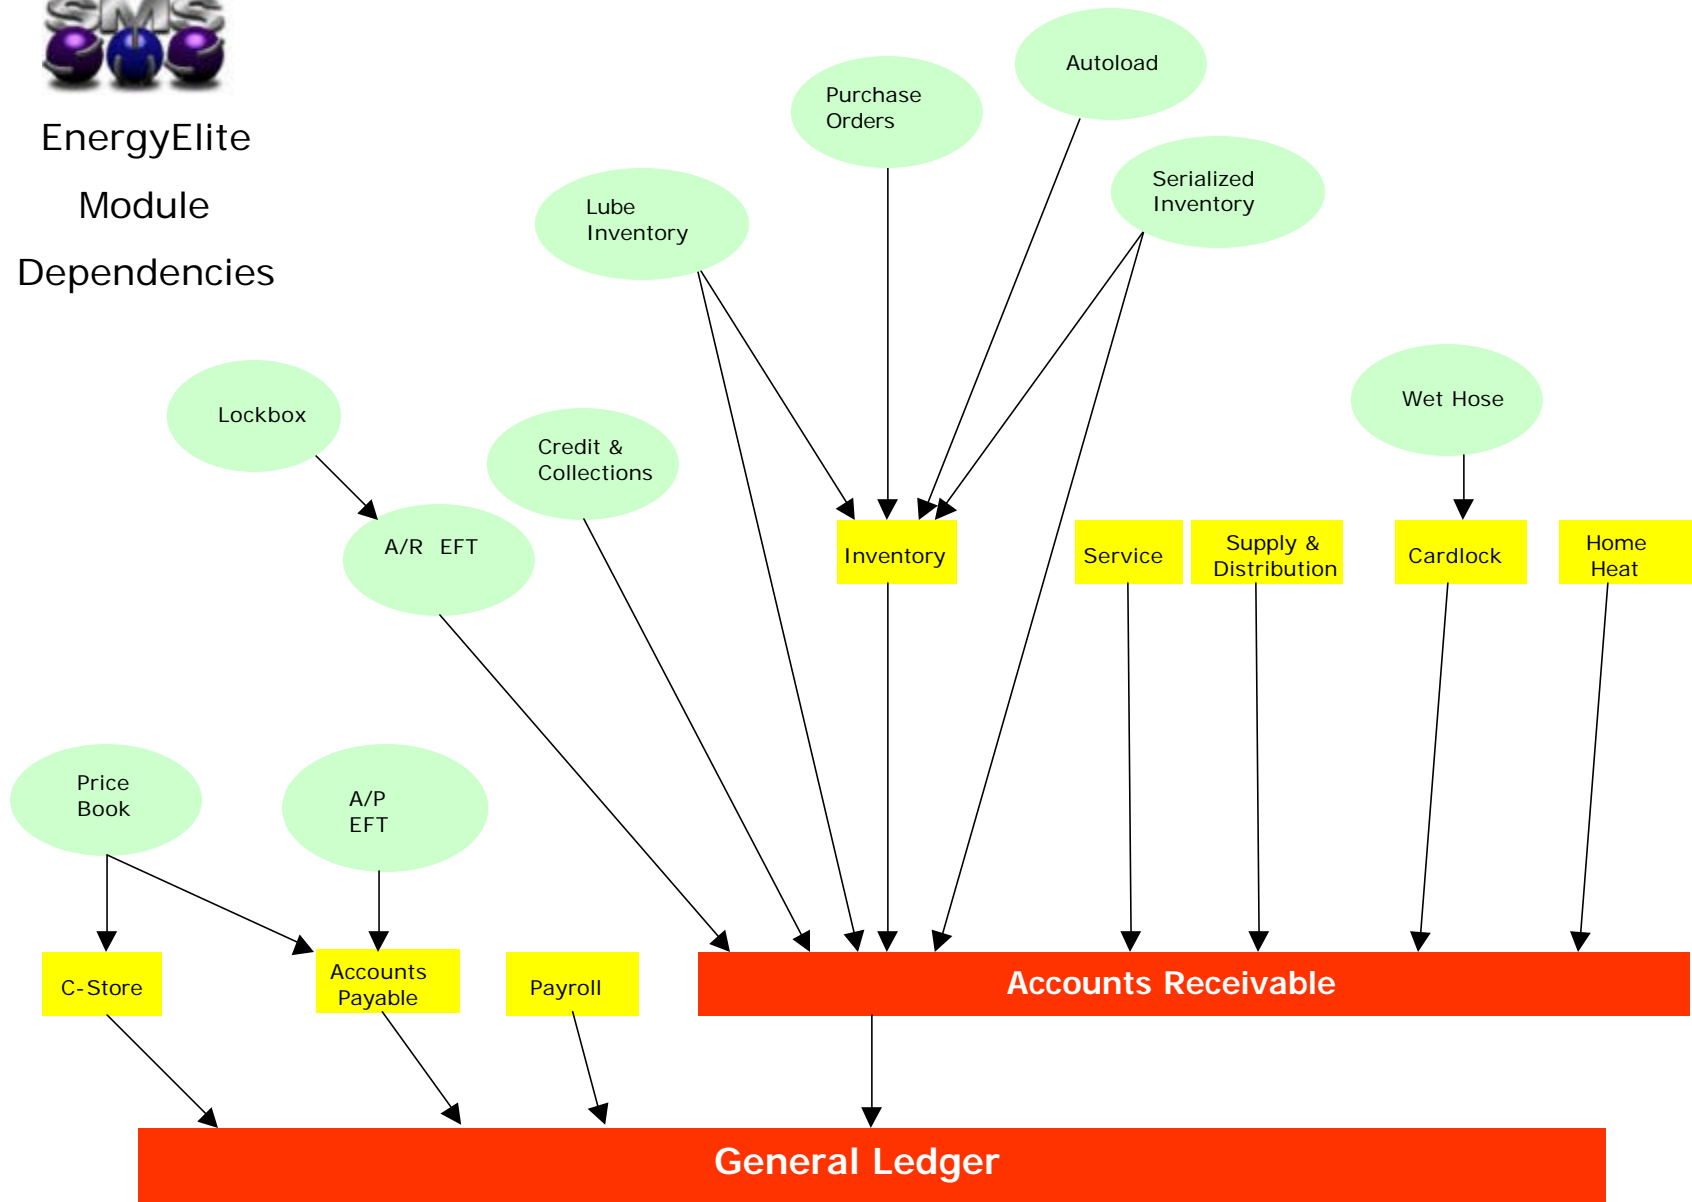 SMS
EnergyElite
Module
Dependencies
Autoload
Purchase
Orders
Serialized
Inventory
Lube
Inventory
Wet Hose
Lockbox
Credit &
Collections
A/R EFT
Inventory
Service
Supply &
Distribution
Cardlock
Home
Heat
Price
Book
A/P
EFT
C-Store
Accounts
Payable
Payroll
Accounts Receivable
General Ledger